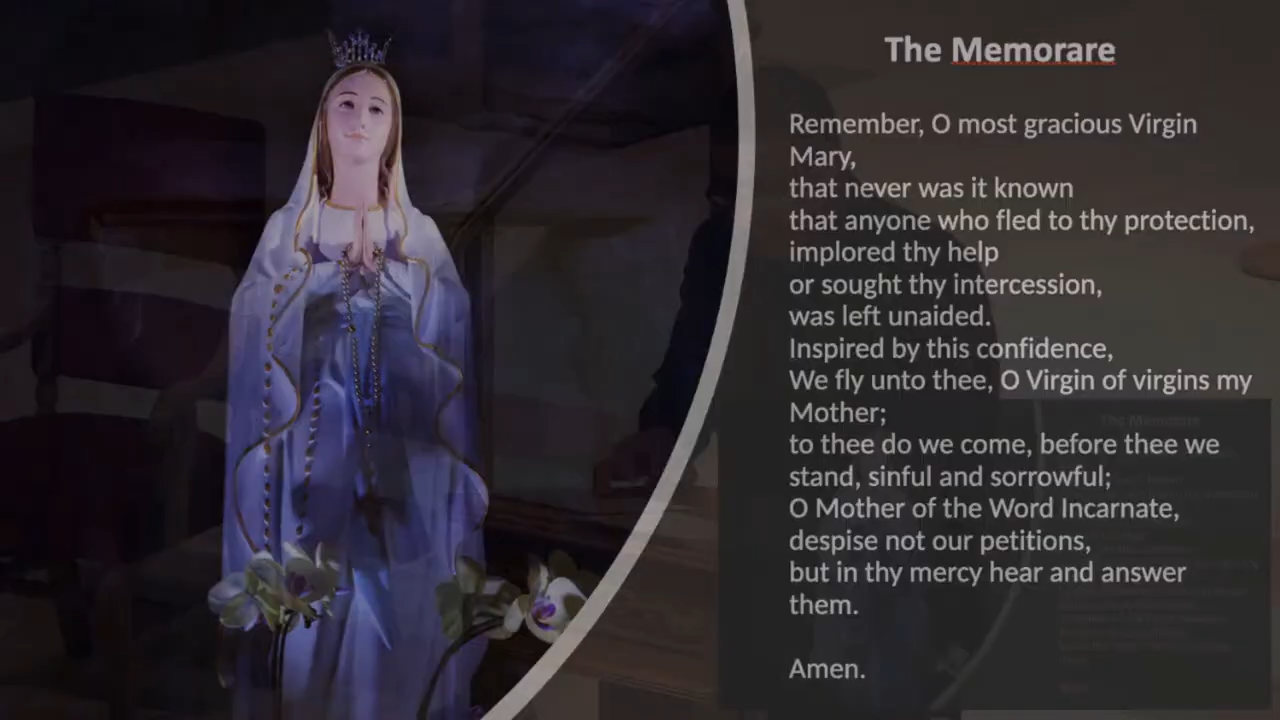 The Memorare
Remember, O most gracious Virgin
Mary,
that never was it known
that anyone who fled to thy protection,
implored thy help
or sought thy intercession,
was left unaided.
Inspired by this confidence,
We fly unto thee, O Virgin of virgins my
Mother;
to thee do we come, before thee we
stand, sinful and sorrowful;
O Mother of the Word Incarnate,
despise not our petitions,
but in thy mercy hear and answer
them.
Amen.
The Memorare